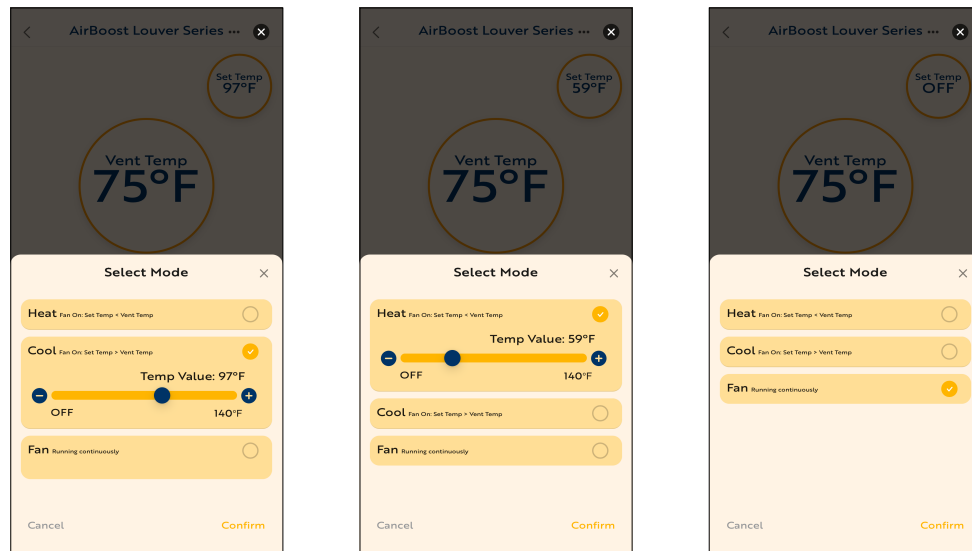 AirBoost Louver Series ...
Set Temp
97°F
Vent Temp
75°F
Select Mode
Heat Fan On: Set Temp < Vent Temp
Cool Fan On: Set Temp > Vent Temp
Temp Value: 97°F
OFF 140°F
Fan Running continuously
Cancel Confirm
AirBoost Louver Series ...
Set Temp
59°F
Vent Temp
75°F
Select Mode
Heat Fan On: Set Temp < Vent Temp
Temp Value: 59°F
OFF 140°F
Cool Fan On: Set Temp > Vent Temp
Fan Running continuously
Cancel Confirm
AirBoost Louver Series ...
Set Temp
OFF
Vent Temp
75°F
Select Mode
Heat Fan On: Set Temp < Vent Temp
Cool Fan On: Set Temp > Vent Temp
Fan Running continuously
Cancel Confirm